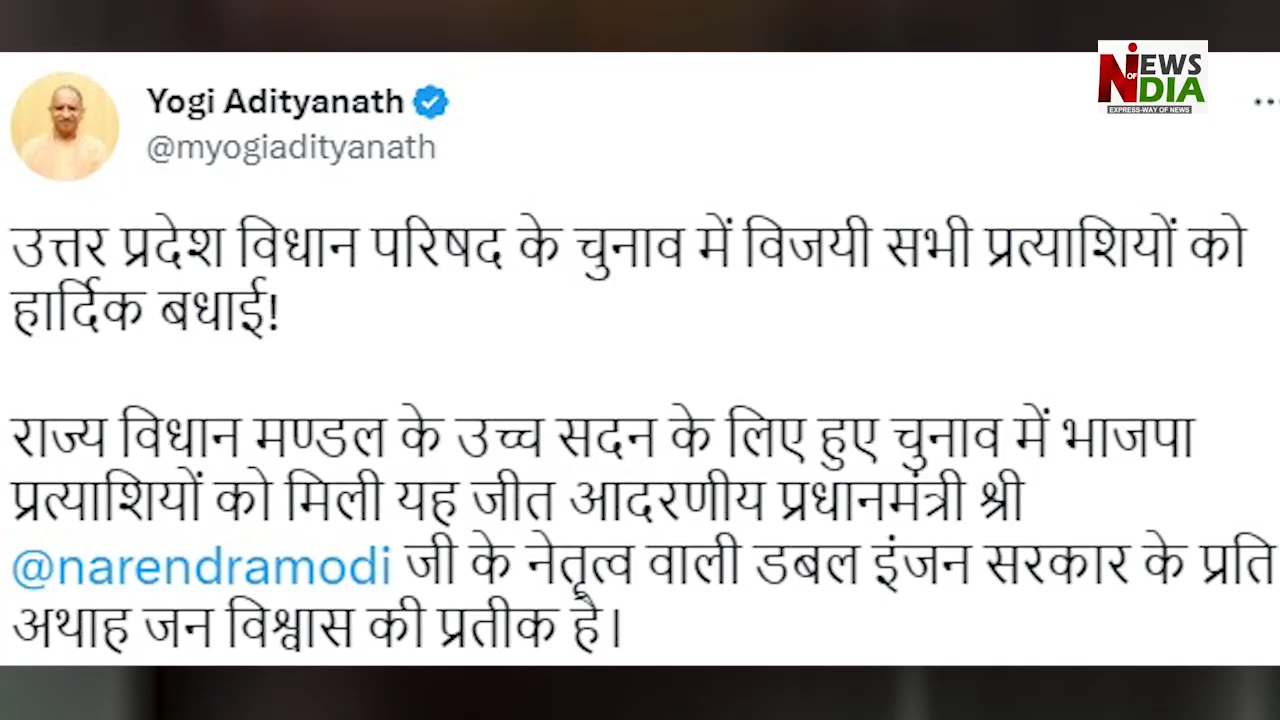 NEWS
OF
INDIA
EXPRESS-WAY OF NEWS
Yogi Adityanath
@myogiadityanath
उत्तर प्रदेश विधान परिषद के चुनाव में विजयी सभी प्रत्याशियों को
हार्दिक बधाई!
राज्य विधान मण्डल के उच्च सदन के लिए हुए चुनाव में भाजपा
प्रत्याशियों को मिली यह जीत आदरणीय प्रधानमंत्री श्री
@narendramodi जी के नेतृत्व वाली डबल इंजन सरकार के प्रति
अथाह जन विश्वास की प्रतीक है।